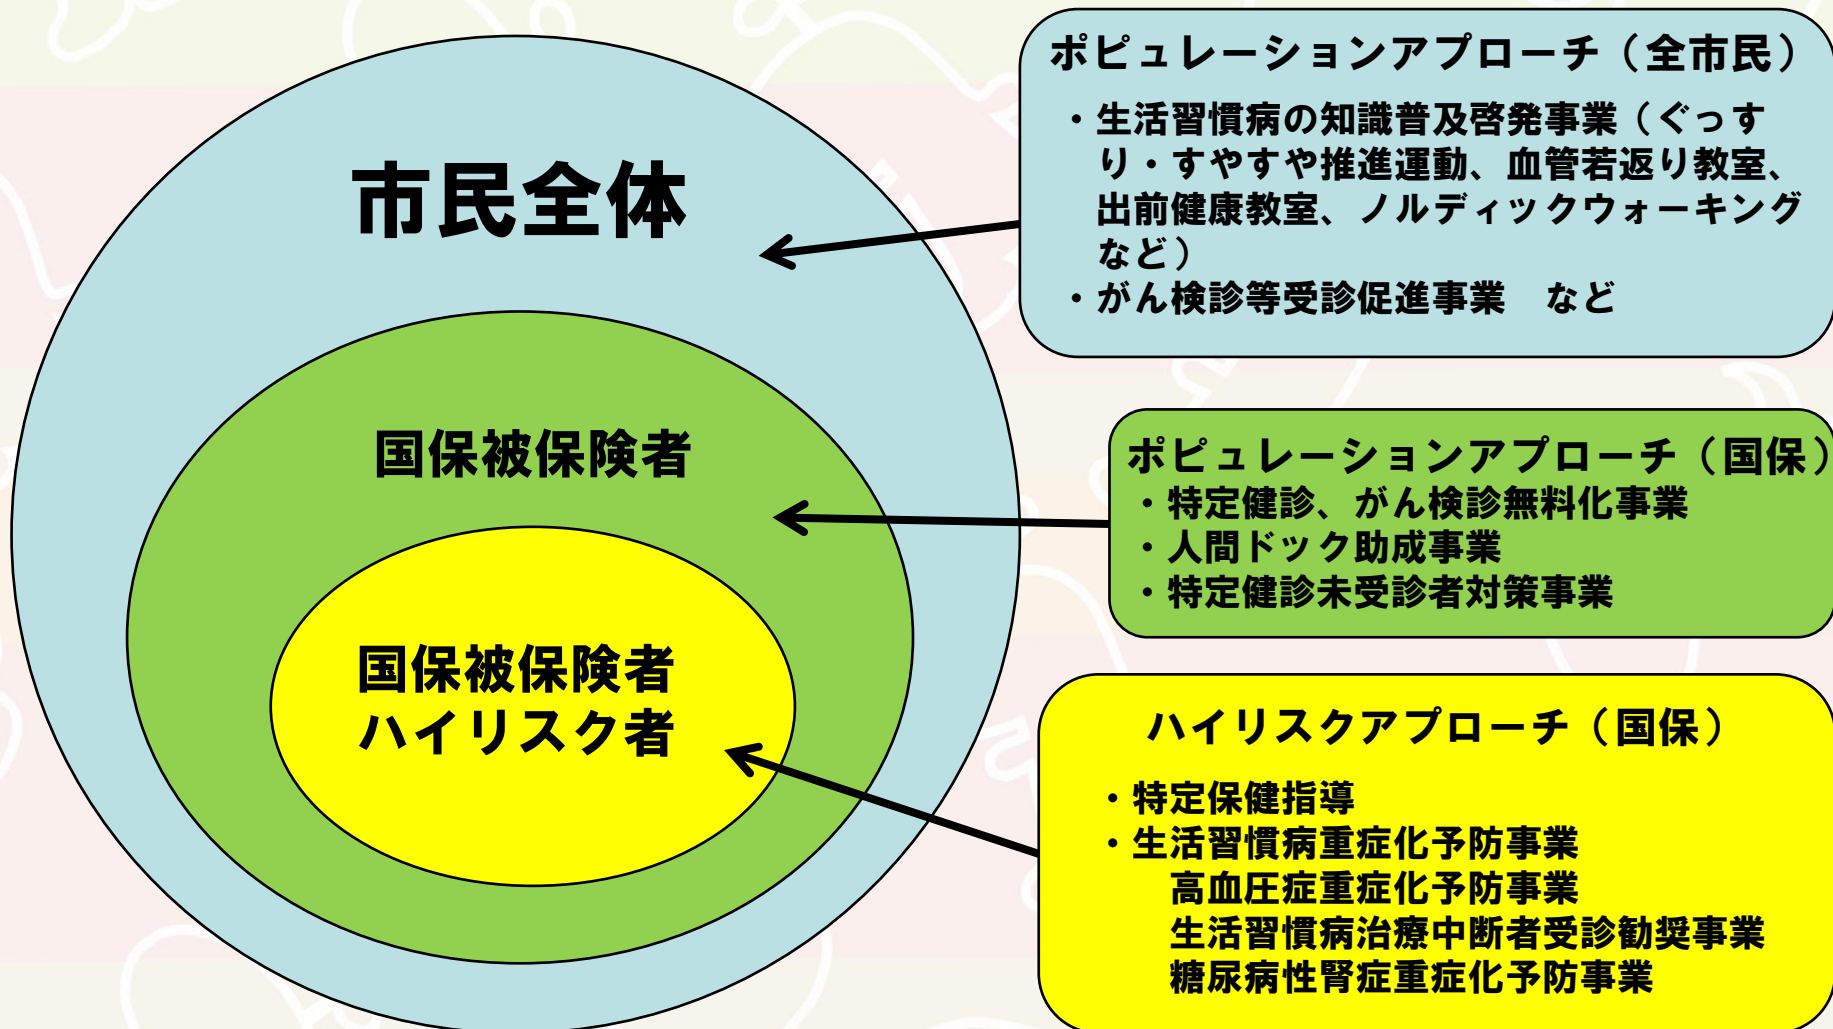 市民全体
国保被保険者
国保被保険者
ハイリスク者
ポピュレーションアプローチ（全市民）
・生活習慣病の知識普及啓発事業（ぐっす
り・すやすや推進運動、血管若返り教室、
出前健康教室、ノルディックウォーキング
など）
・がん検診等受診促進事業　など
ポピュレーションアプローチ（国保）
・特定健診、がん検診無料化事業
・人間ドック助成事業
・特定健診未受診者対策事業
ハイリスクアプローチ（国保）
・特定保健指導
・生活習慣病重症化予防事業
高血圧症重症化予防事業
生活習慣病治療中断者受診勧奨事業
糖尿病性腎症重症化予防事業